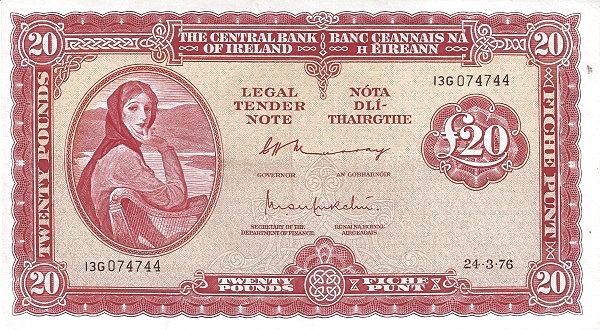 20 THE CENTRAL BANK OF IRELAND BANC CEANNAIS NA H ÉIREANN 20
13G 074744
LEGAL TENDER NOTE
NÓTA DLÍ-THAIRGTHE
TWENTY POUNDS
FICHE PUNT
£20
GOVERNOR AN GOBHARNÓIR
SECRETARY OF THE DEPARTMENT OF FINANCE
RÚNAÍ NA ROINNE AIRGEADAIS
13G 074744
24-3-76
20 TWENTY POUNDS FICHE PUNT 20